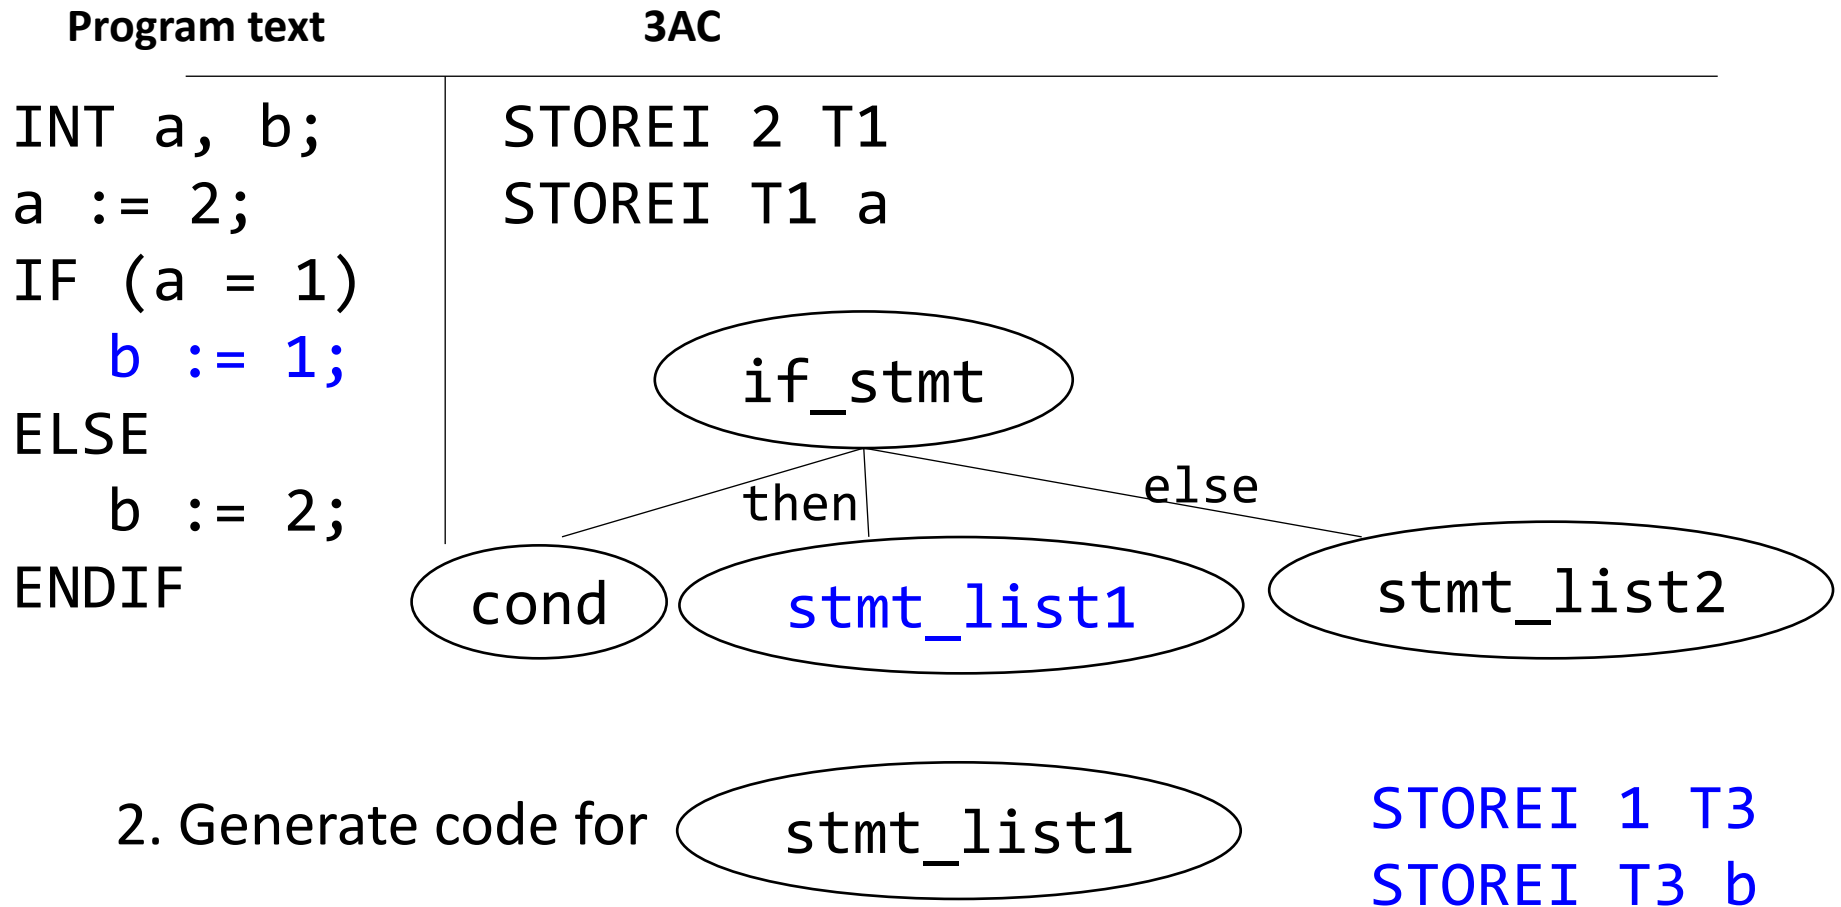 Program text 3AC
INT a, b; STOREI 2 T1
a := 2; STOREI T1 a
IF (a = 1)
b := 1;
ELSE
b := 2;
ENDIF
if_stmt
then else
cond stmt_list1 stmt_list2
2. Generate code for stmt_list1
STOREI 1 T3
STOREI T3 b